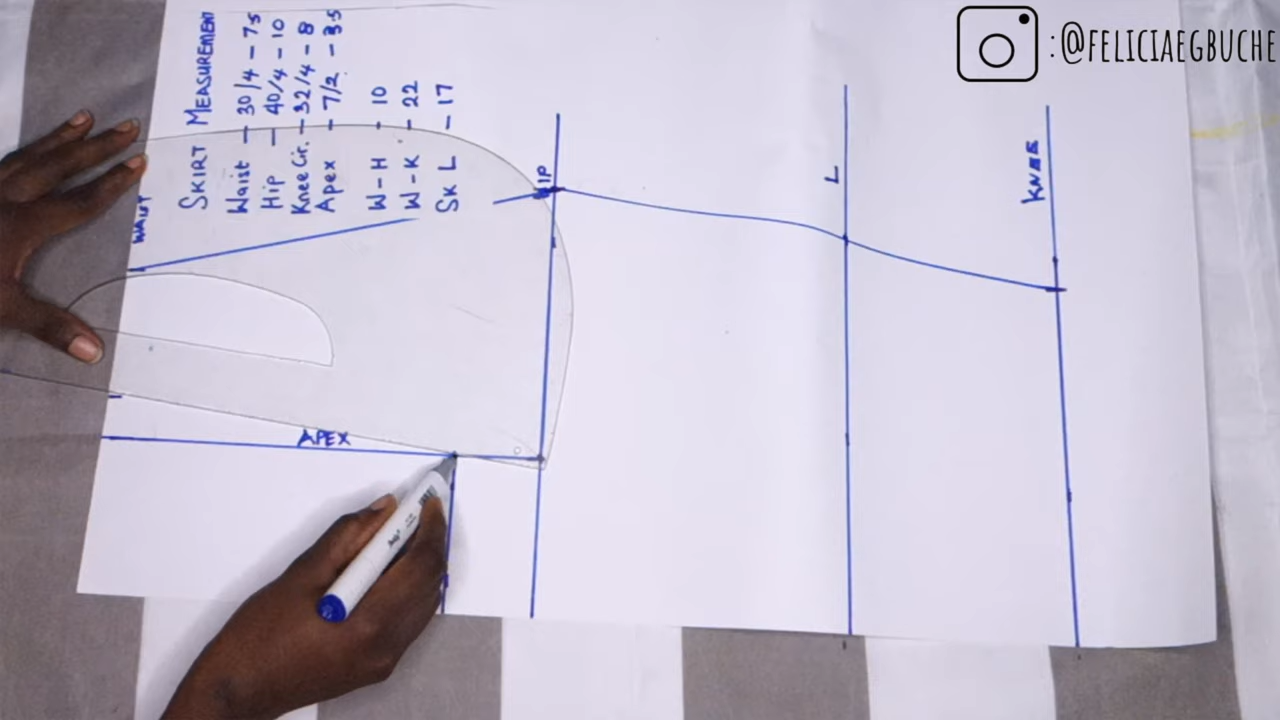 :@FELICIAEGBUCHE
SKIRT MEASUREMENT
Waist - 30/4 - 7.5
Hip - 40/4 - 10
Knee Cir. - 32/4 - 8
Apex - 7/2 - 3.5
W-H - 10
W-K - 22
SK L - 17
WAIST
HIP
L
KNEE
APEX